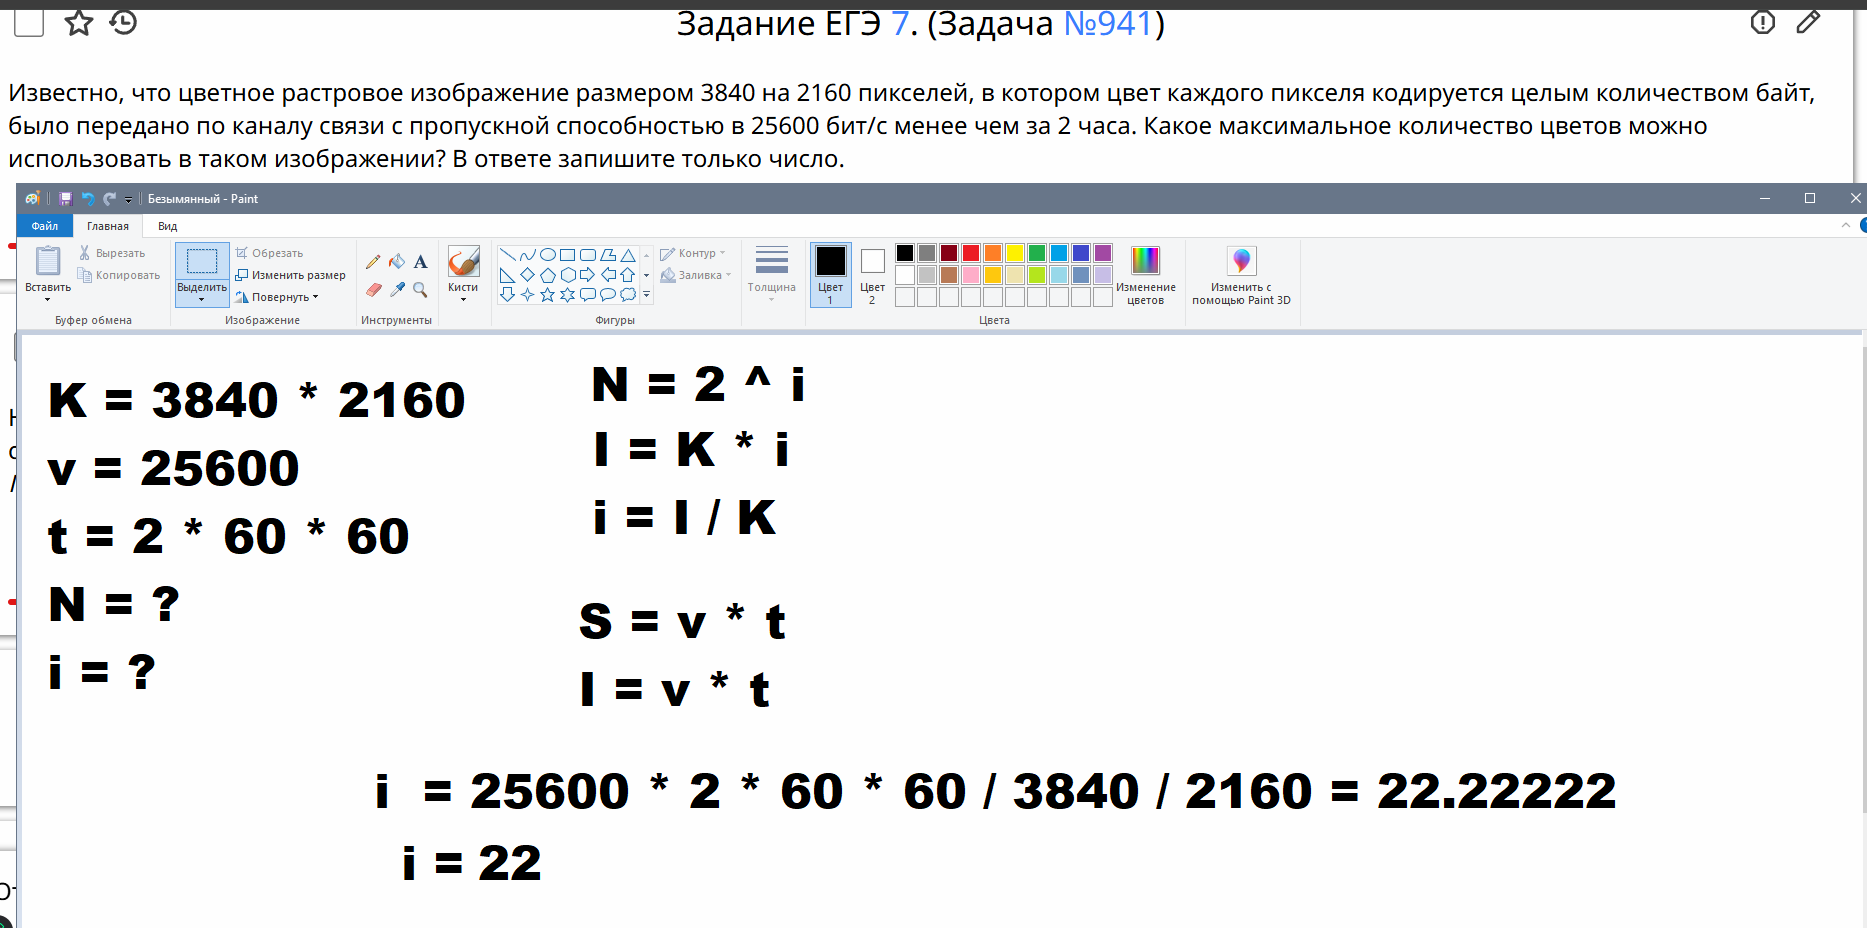 Задание ЕГЭ 7. (Задача №941)
Известно, что цветное растровое изображение размером 3840 на 2160 пикселей, в котором цвет каждого пикселя кодируется целым количеством байт,
было передано по каналу связи с пропускной способностью в 25600 бит/с менее чем за 2 часа. Какое максимальное количество цветов можно
использовать в таком изображении? В ответе запишите только число.
Безымянный - Paint
Файл Главная Вид
Вставить
Вырезать
Копировать
Буфер обмена
Выделить
Обрезать
Изменить размер
Повернуть
Изображение
Инструменты
Кисти
Контур
Заливка
Фигуры
Толщина
Цвет
1
Цвет
2
Изменение
цветов
Цвета
Изменить с
помощью Paint 3D
K = 3840 * 2160
v = 25600
t = 2 * 60 * 60
N = ?
i = ?
N = 2 ^ i
I = K * i
i = I / K
S = v * t
I = v * t
i = 25600 * 2 * 60 * 60 / 3840 / 2160 = 22.22222
i = 22